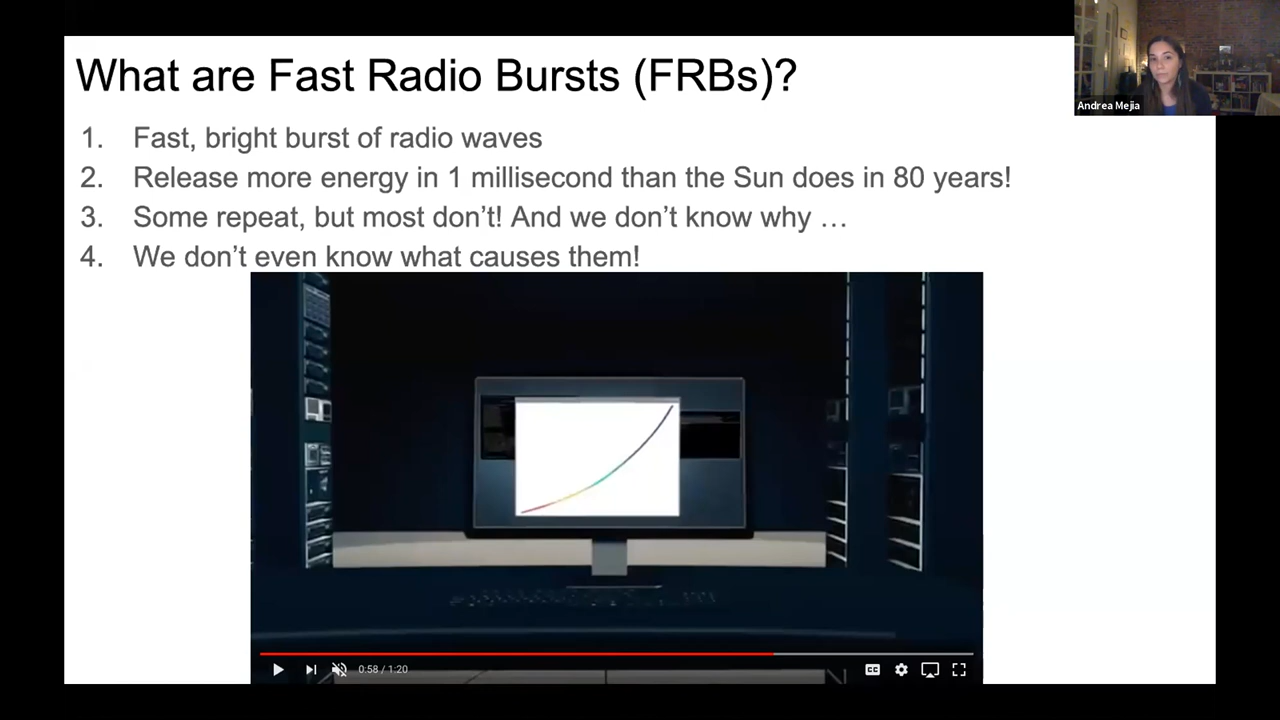 What are Fast Radio Bursts (FRBs)?
Andrea Mejia
1. Fast, bright burst of radio waves
2. Release more energy in 1 millisecond than the Sun does in 80 years!
3. Some repeat, but most don’t! And we don’t know why …
4. We don’t even know what causes them!
0:58 / 1:20
CC